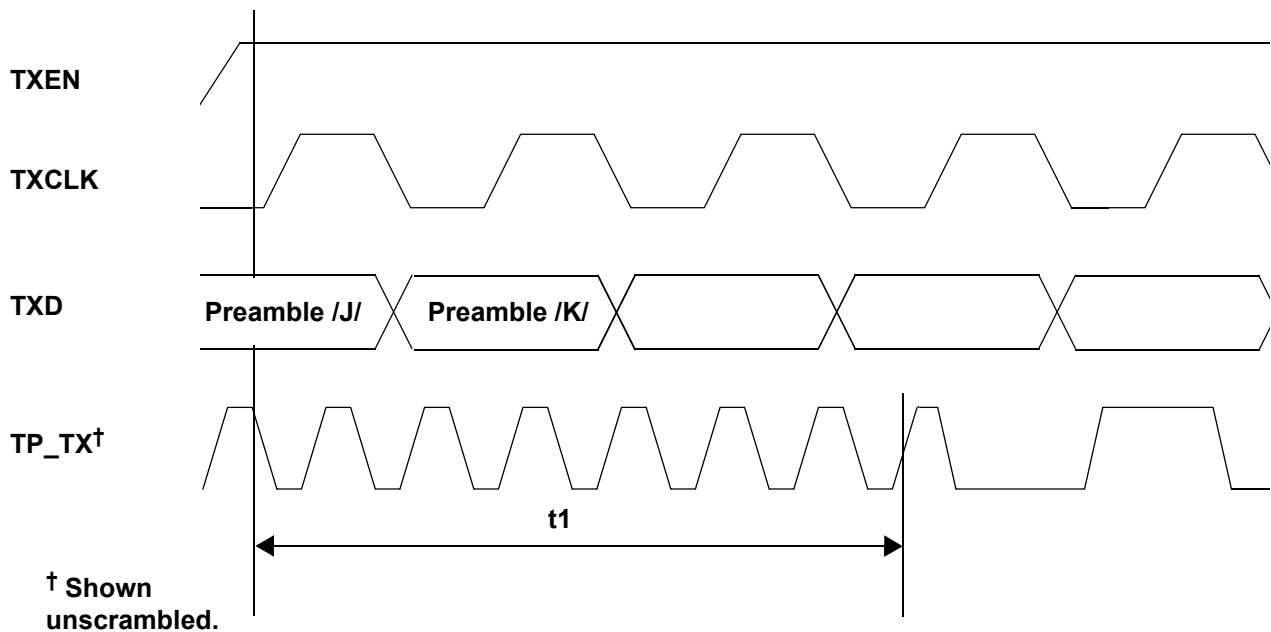 TXEN
TXCLK
TXD
Preamble /J/
Preamble /K/
TP_TX†
t1
† Shown
unscrambled.